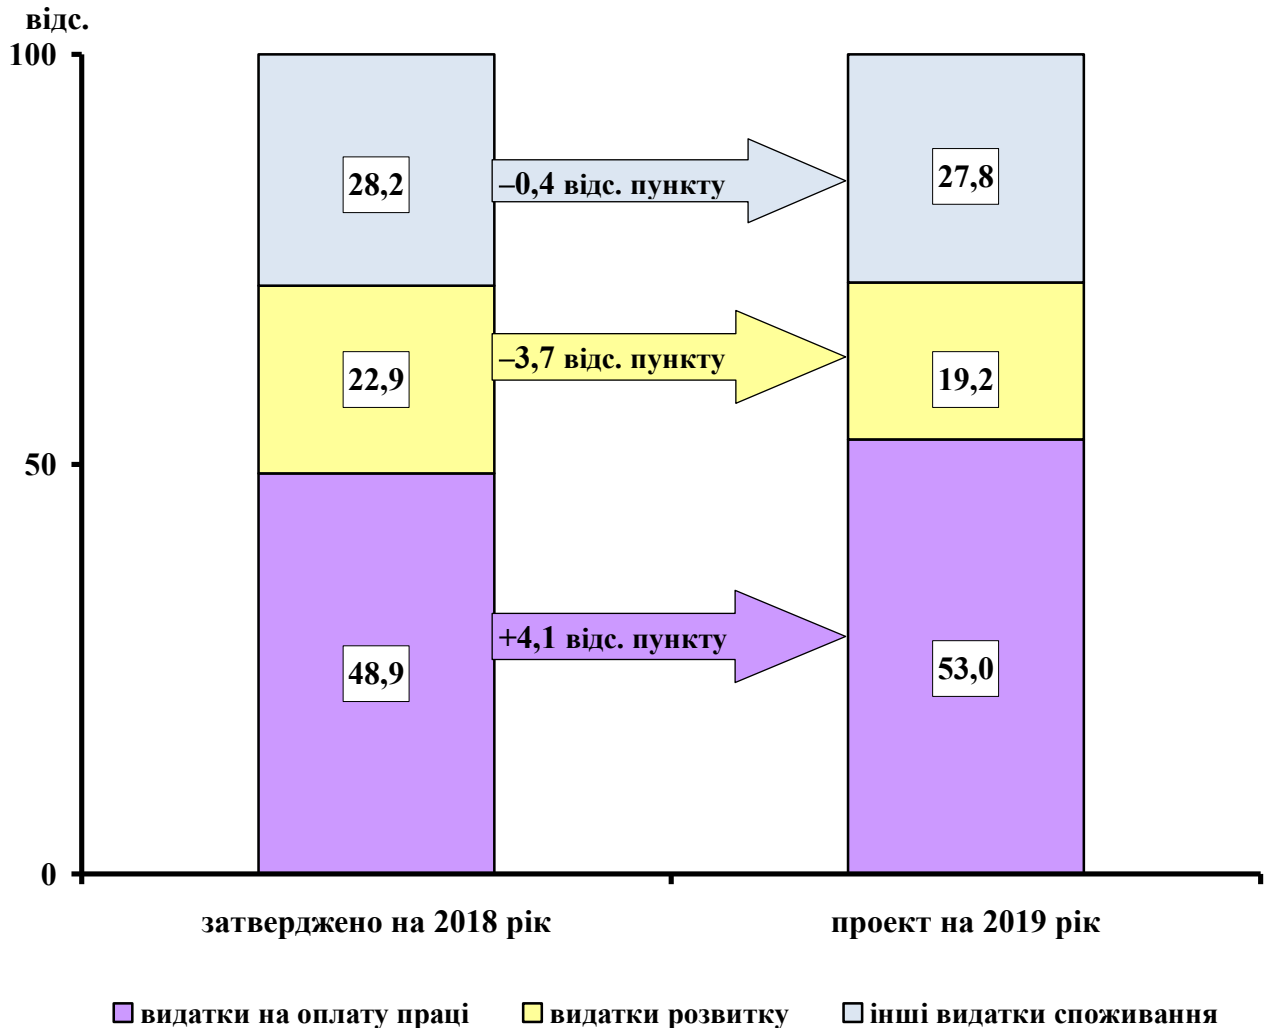 відс.
100
28,2
–0,4 відс. пункту
27,8
22,9
–3,7 відс. пункту
19,2
50
48,9
+4,1 відс. пункту
53,0
0
затверджено на 2018 рік
проект на 2019 рік
видатки на оплату праці
видатки розвитку
інші видатки споживання